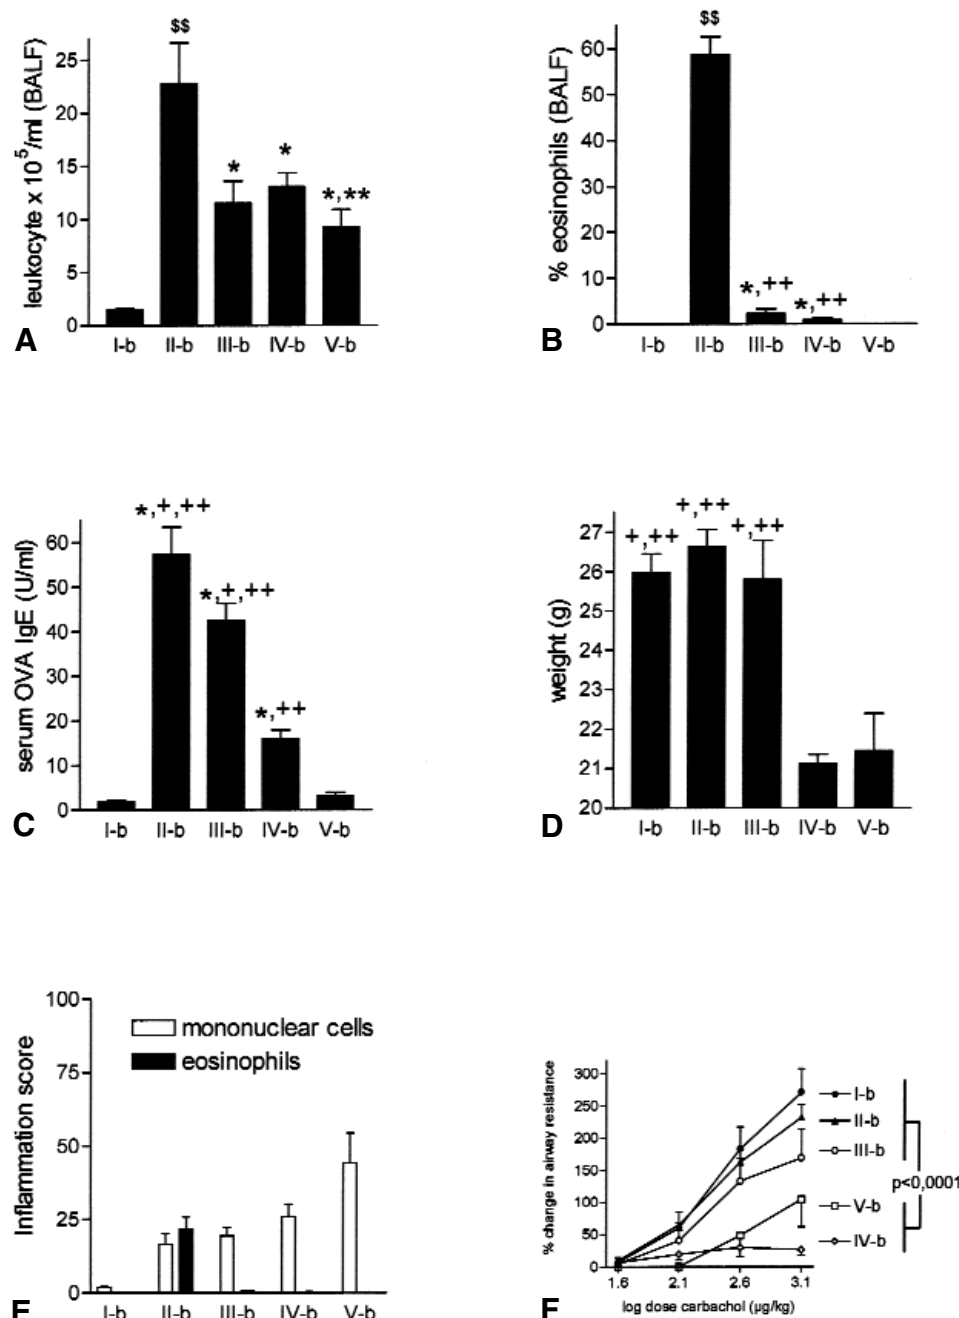 $$
leukocyte x 10^5/ml (BALF)
25
20
15
10
5
0
*
*
*,**
A
I-b II-b III-b IV-b V-b
$$
% eosinophils (BALF)
60
50
40
30
20
10
0
*,++
*,++
B
I-b II-b III-b IV-b V-b
*,+,++
serum OVA IgE (U/ml)
60
50
40
30
20
10
0
*,+,++
*,++
C
I-b II-b III-b IV-b V-b
+,++
+,++
+,++
weight (g)
27
26
25
24
23
22
21
20
D
I-b II-b III-b IV-b V-b
Inflammation score
100
75
50
25
0
mononuclear cells
eosinophils
E
I-b II-b III-b IV-b V-b
% change in airway resistance
300
250
200
150
100
50
0
1.6 2.1 2.6 3.1
log dose carbachol (µg/kg)
I-b
II-b
III-b
V-b
IV-b
p<0,0001
F